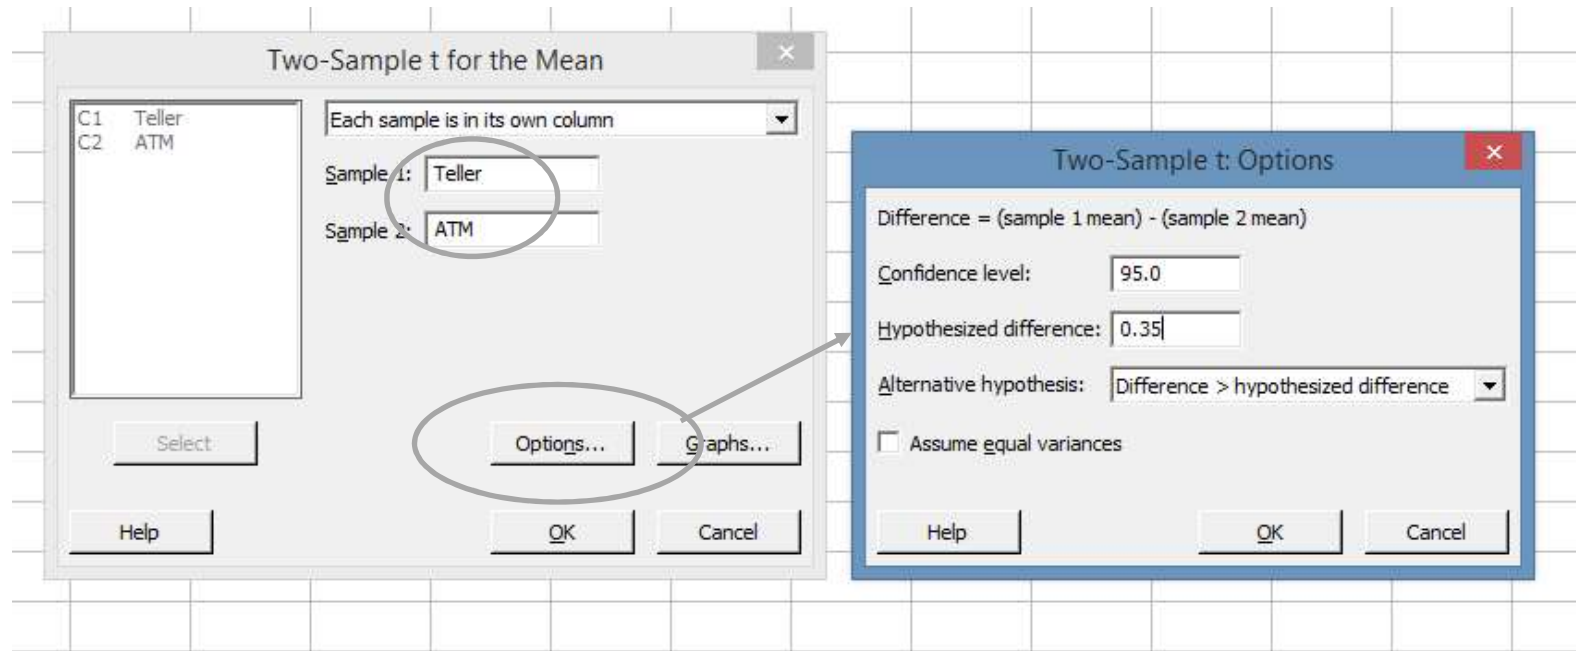 Two-Sample t for the Mean
C1 Teller
C2 ATM
Each sample is in its own column
Sample 1: Teller
Sample 2: ATM
Select
Options...
Graphs...
Help
OK
Cancel
Two-Sample t: Options
Difference = (sample 1 mean) - (sample 2 mean)
Confidence level: 95.0
Hypothesized difference: 0.35
Alternative hypothesis: Difference > hypothesized difference
Assume equal variances
Help
OK
Cancel